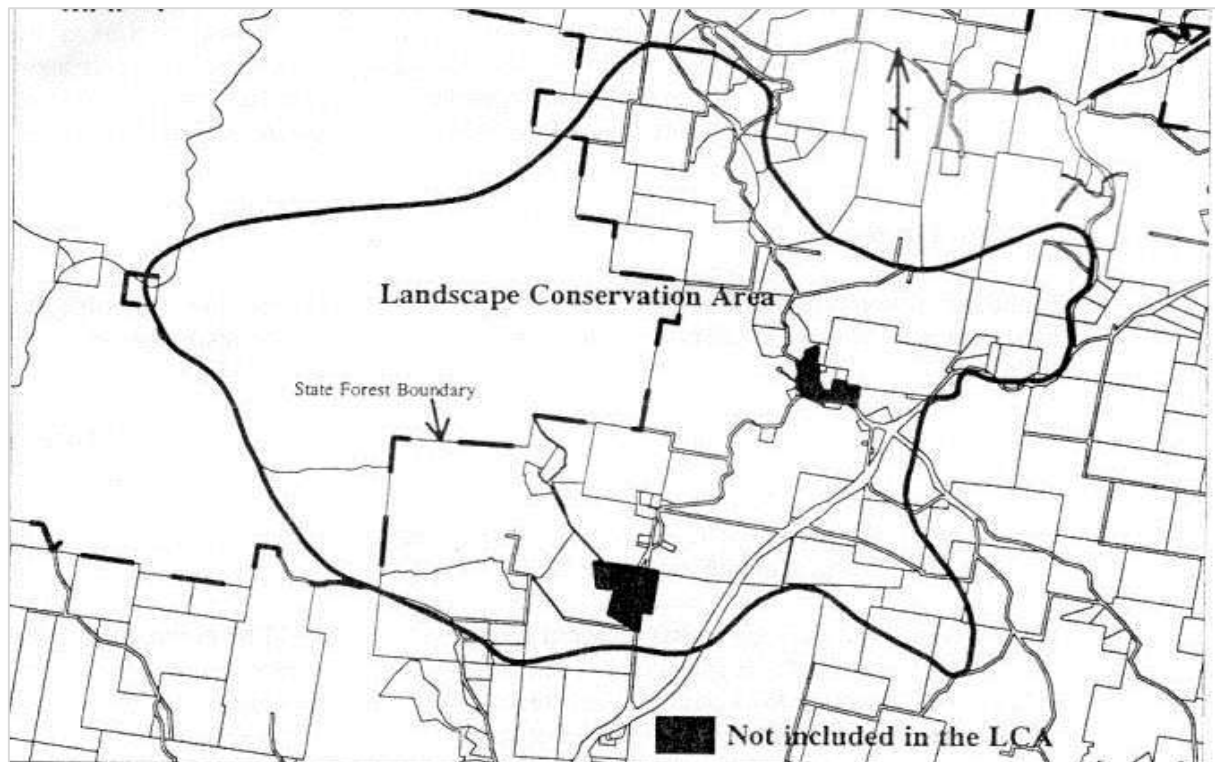 N
Landscape Conservation Area
State Forest Boundary
Not included in the LCA